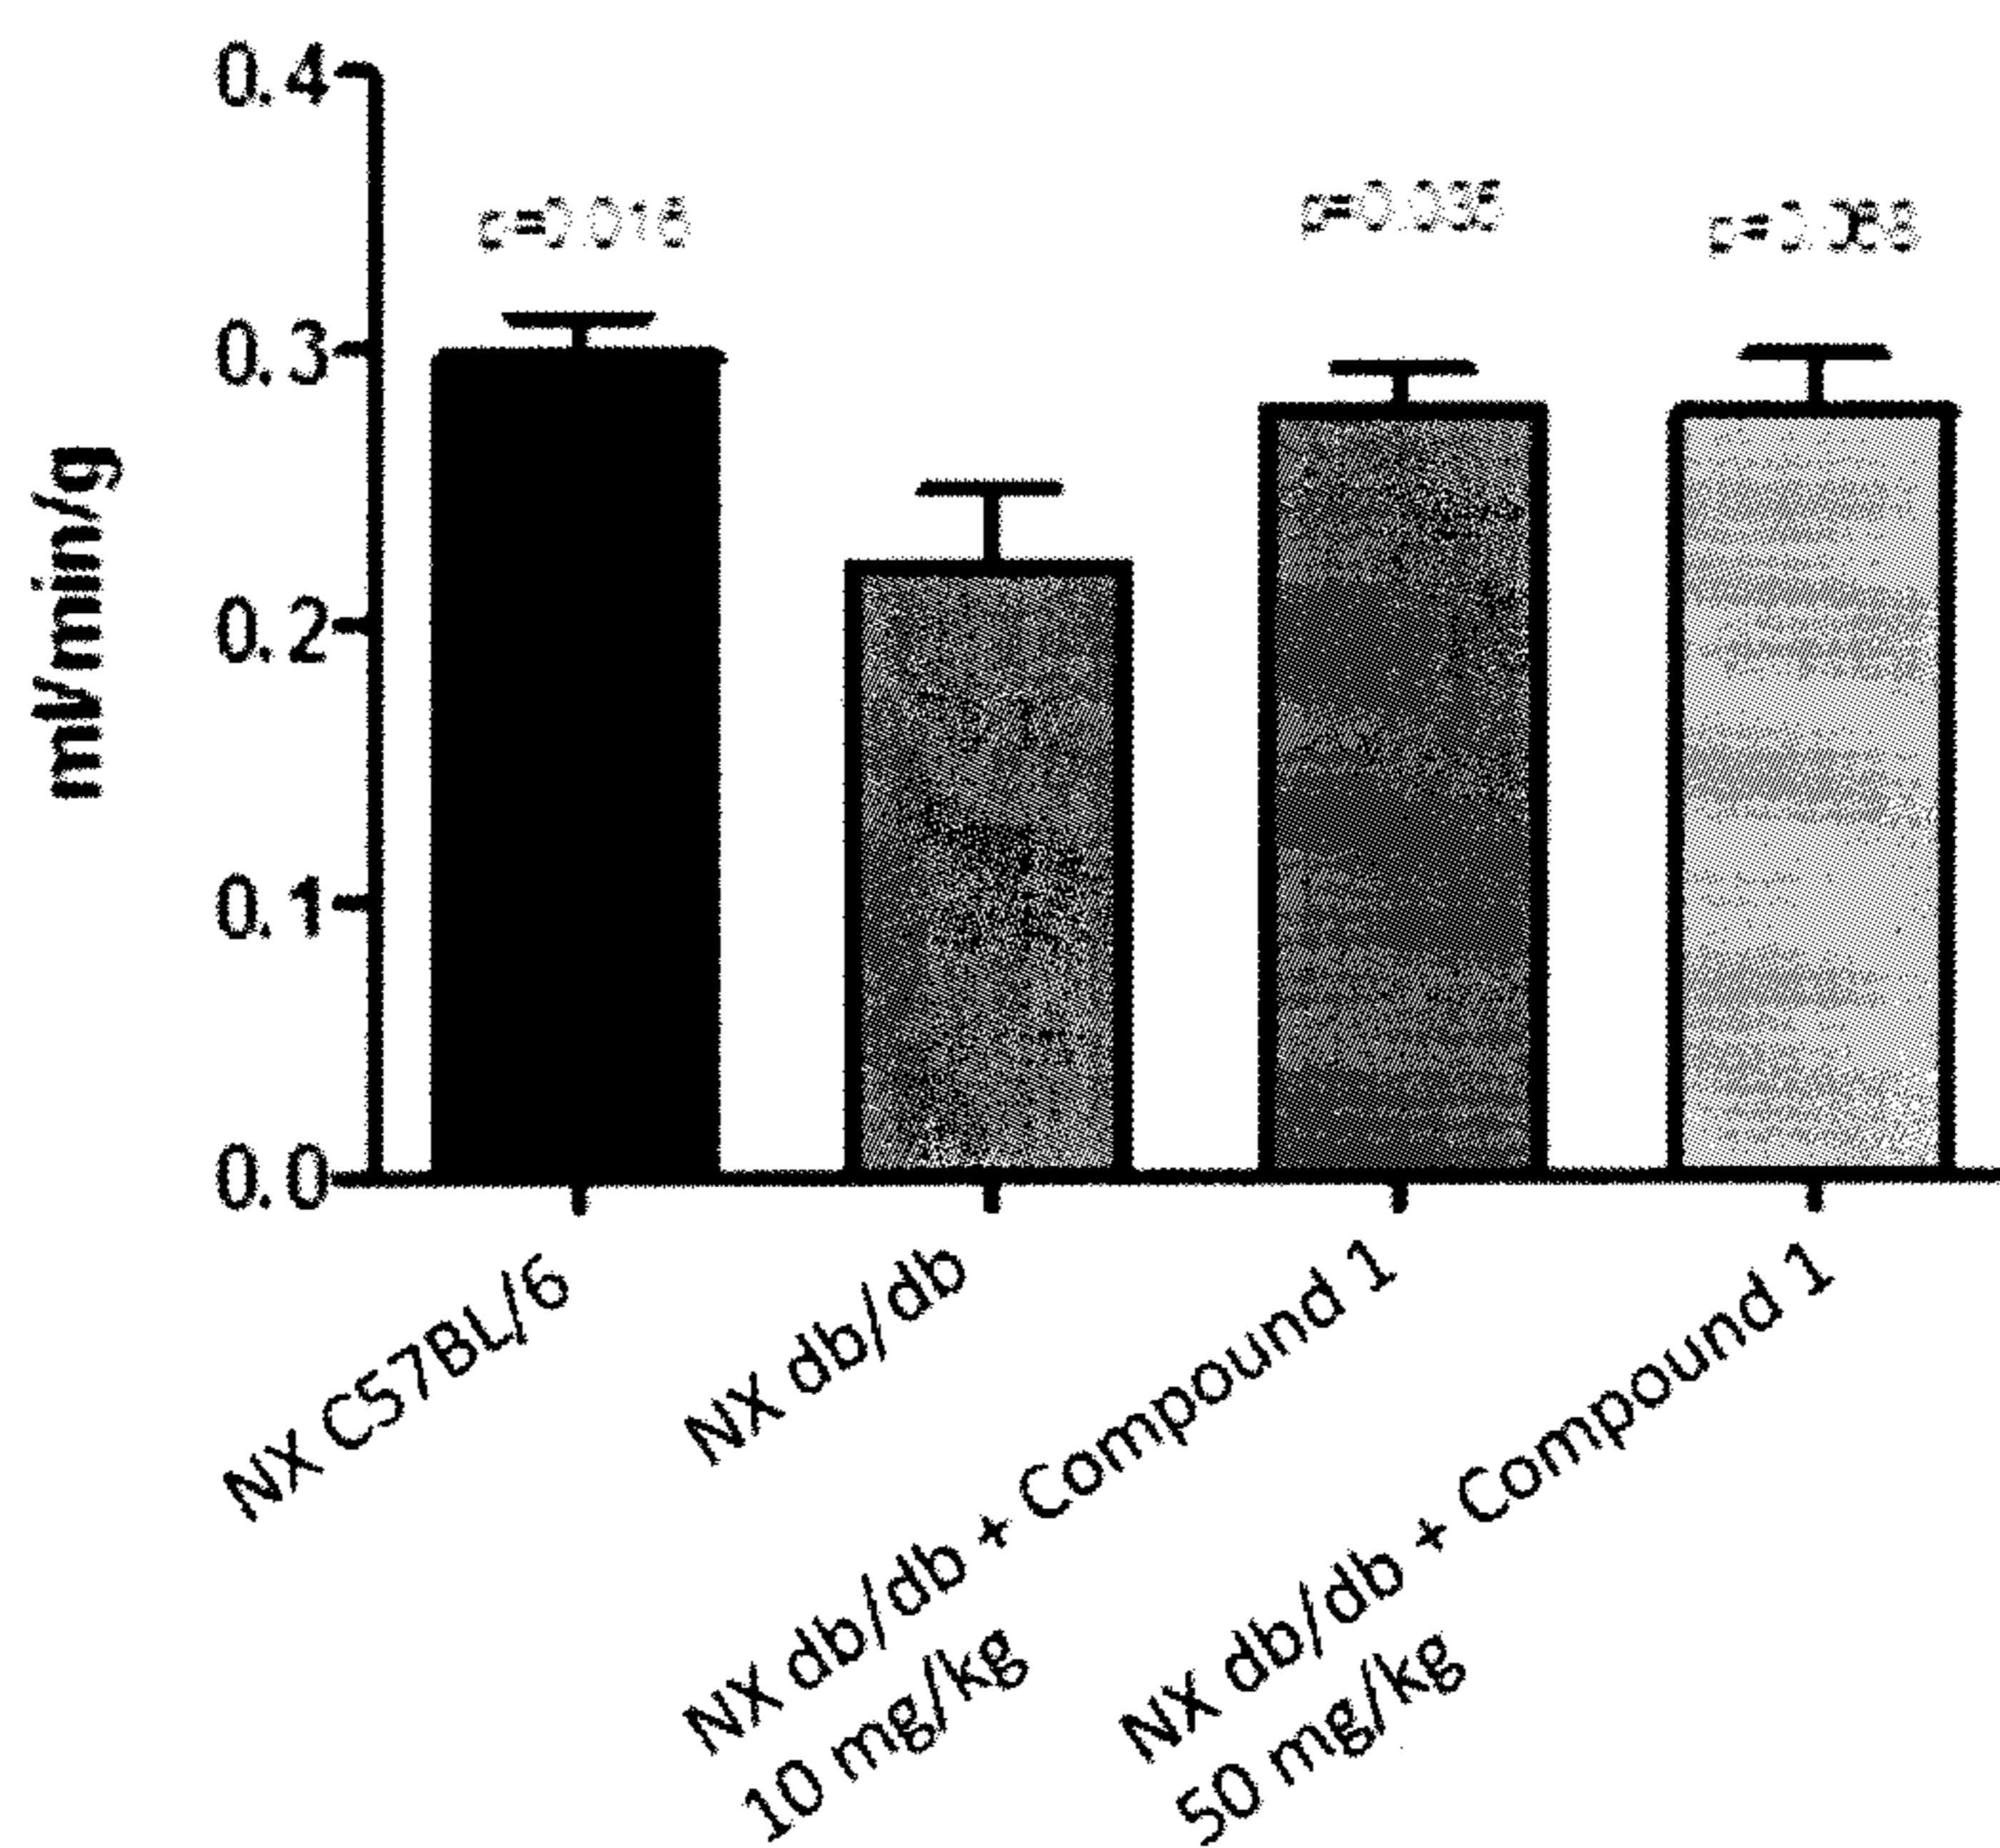 0.4
0.3
0.2
0.1
0.0
ml/min/g
NX C57BL/6
NX db/db
NX db/db + Compound 1
10 mg/kg
NX db/db + Compound 1
50 mg/kg